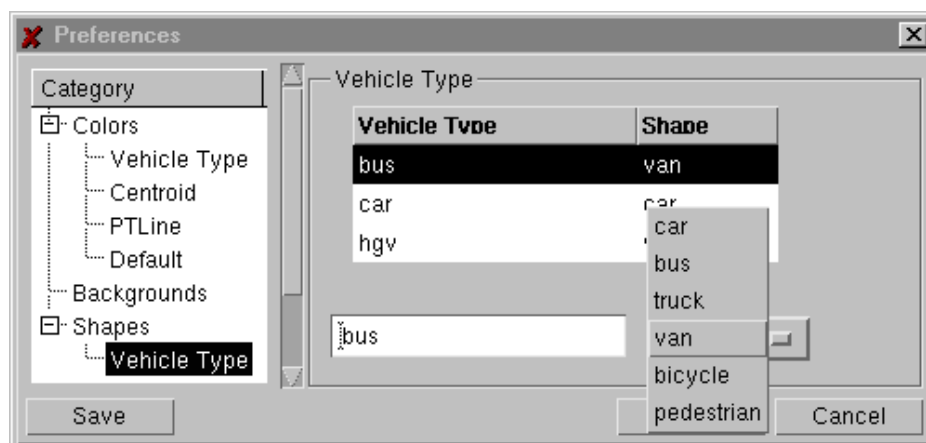 Preferences
Category
Colors
Vehicle Type
Centroid
PTLine
Default
Backgrounds
Shapes
Vehicle Type
Vehicle Type
Vehicle Type Shape
bus van
car car
hgv
bus
car
bus
truck
van
bicycle
pedestrian
Save
Cancel